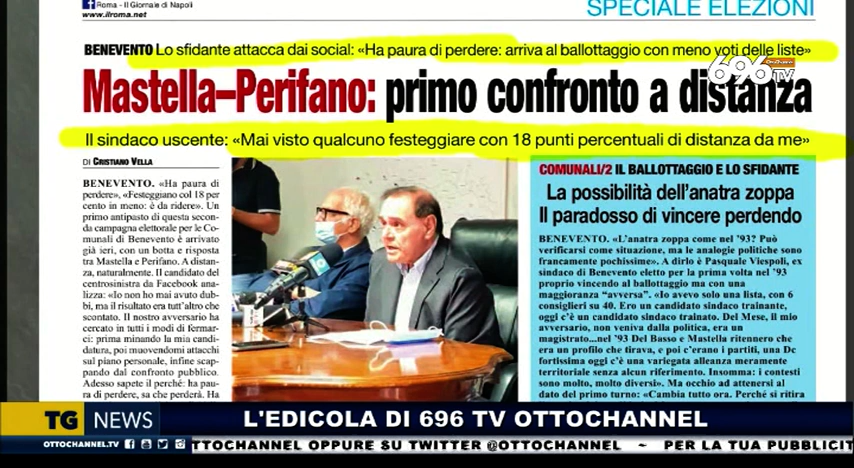 Roma - Il Giornale di Napoli
www.ilroma.net
SPECIALE ELEZIONI
BENEVENTO Lo sfidante attacca dai social: «Ha paura di perdere: arriva al ballottaggio con meno voti delle liste»
696 TV
Mastella–Perifano: primo confronto a distanza
Il sindaco uscente: «Mai visto qualcuno festeggiare con 18 punti percentuali di distanza da me»
DI CRISTIANO VELLA
BENEVENTO. «Ha paura di
perdere», «Festeggiano col 18 per
cento in meno: è da ridere». Un
primo antipasto di questa secon-
da campagna elettorale per le Co-
munali di Benevento è arrivato
già ieri, con un botta e risposta
tra Mastella e Perifano. A distan-
za, naturalmente. Il candidato del
centrosinistra da Facebook analiz-
za: «Io non ho mai avuto dub-
bi, ma il risultato era tutt'altro che
scontato. Il nostro avversario ha
cercato in tutti i modi di fermar-
ci: prima minando la mia candi-
datura, poi muovendomi attacchi
sul piano personale, infine scap-
pando dal confronto pubblico.
Adesso sapete il perché: ha pau-
ra di perdere, sa che perderà. Ha
COMUNALI/2 IL BALLOTTAGGIO E LO SFIDANTE
La possibilità dell'anatra zoppa
Il paradosso di vincere perdendo
BENEVENTO. «L'anatra zoppa come nel '93? Può
verificarsi come situazione, ma le analogie politiche sono
francamente pochissime». A dirlo è Pasquale Viespoli, ex
sindaco di Benevento eletto per la prima volta nel '93
proprio vincendo al ballottaggio ma con una
maggioranza "avversa". «Io avevo solo una lista, con 6
consiglieri su 40. Ero un candidato sindaco trainante,
oggi c'è un candidato sindaco trainato. Del Mese, il mio
avversario, non veniva dalla politica, era un
magistrato...nel '93 Del Basso e Mastella ritennero che
era un profilo che tirava, e poi c'erano i partiti, una Dc
fortissima oggi c'è una variegata alleanza meramente
territoriale senza alcun riferimento. Insomma: i contesti
sono molto, molto diversi». Ma occhio ad attenersi al
dato del primo turno: «Cambia tutto ora. Perché si ritira
TG NEWS
L'EDICOLA DI 696 TV OTTOCHANNEL
OTTOCHANNEL.TV
TTOCHANNEL OPPURE SU TWITTER @OTTOCHANNEL ~ PER LA TUA PUBBLICIT